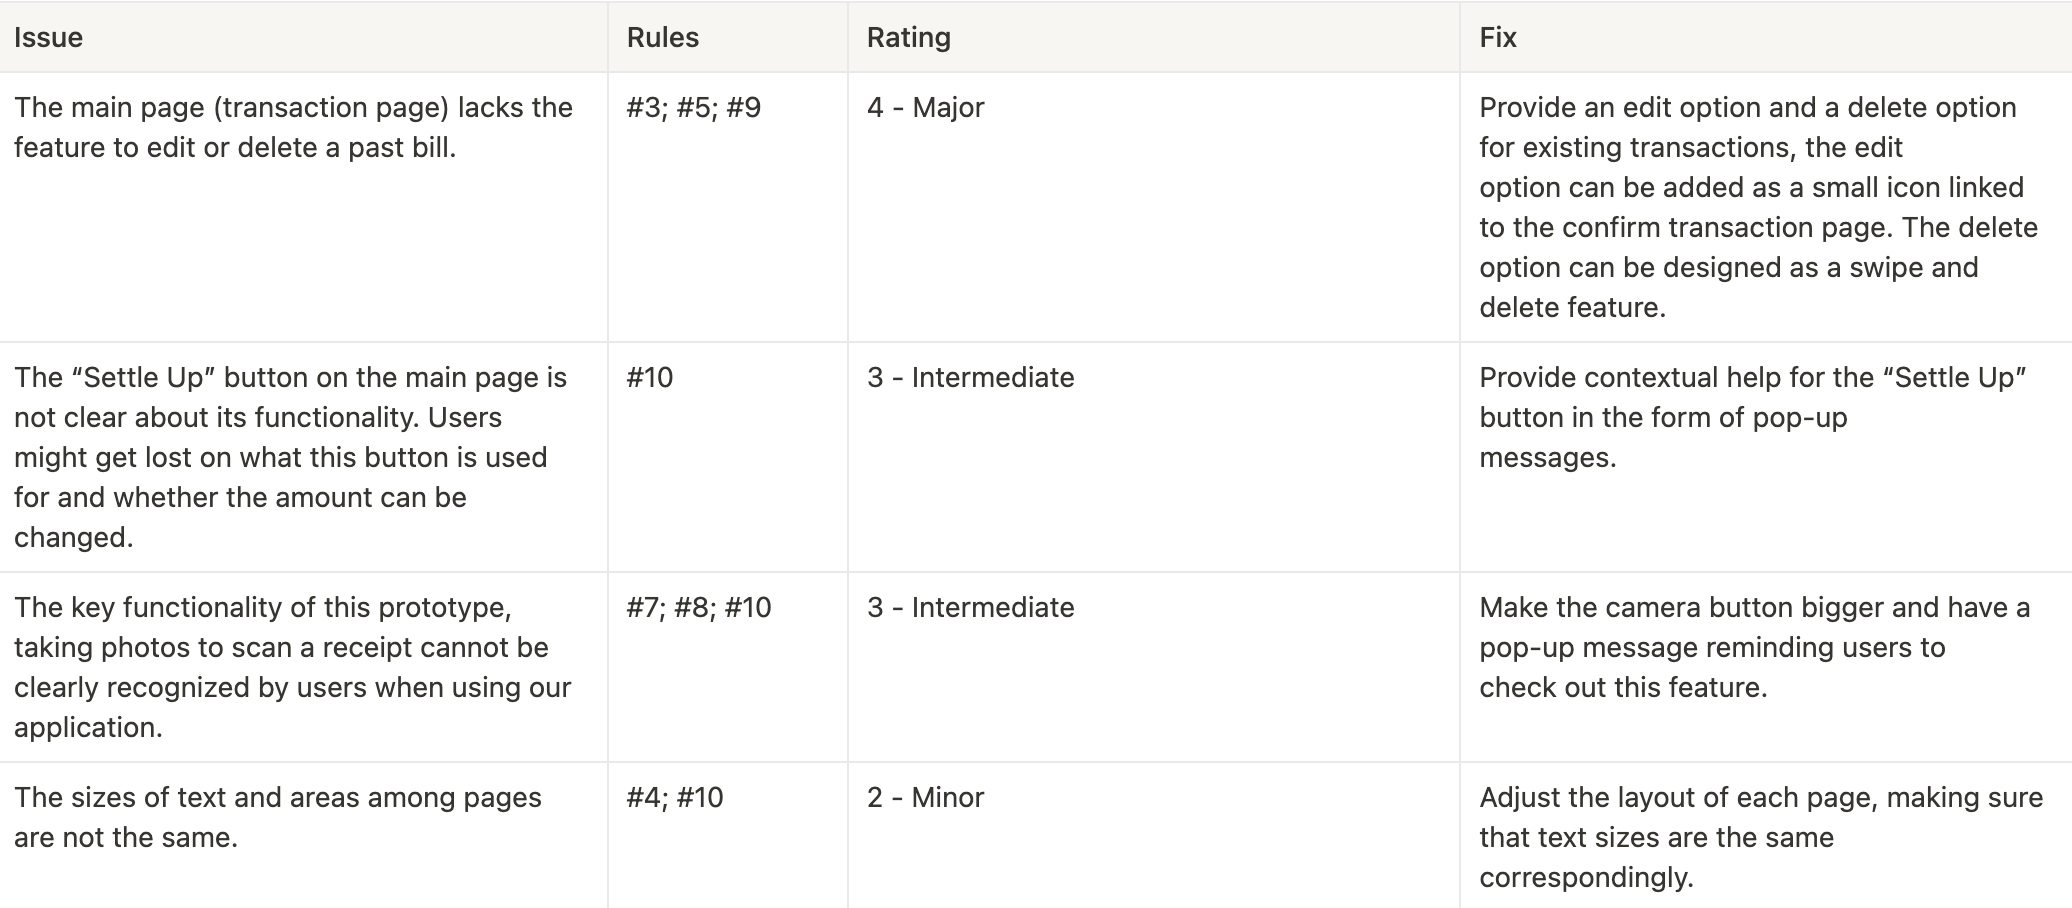 Issue
Rules
Rating
Fix
The main page (transaction page) lacks the
feature to edit or delete a past bill.
#3; #5; #9
4 - Major
Provide an edit option and a delete option
for existing transactions, the edit
option can be added as a small icon linked
to the confirm transaction page. The delete
option can be designed as a swipe and
delete feature.
The “Settle Up” button on the main page is
not clear about its functionality. Users
might get lost on what this button is used
for and whether the amount can be
changed.
#10
3 - Intermediate
Provide contextual help for the “Settle Up”
button in the form of pop-up
messages.
The key functionality of this prototype,
taking photos to scan a receipt cannot be
clearly recognized by users when using our
application.
#7; #8; #10
3 - Intermediate
Make the camera button bigger and have a
pop-up message reminding users to
check out this feature.
The sizes of text and areas among pages
are not the same.
#4; #10
2 - Minor
Adjust the layout of each page, making sure
that text sizes are the same
correspondingly.